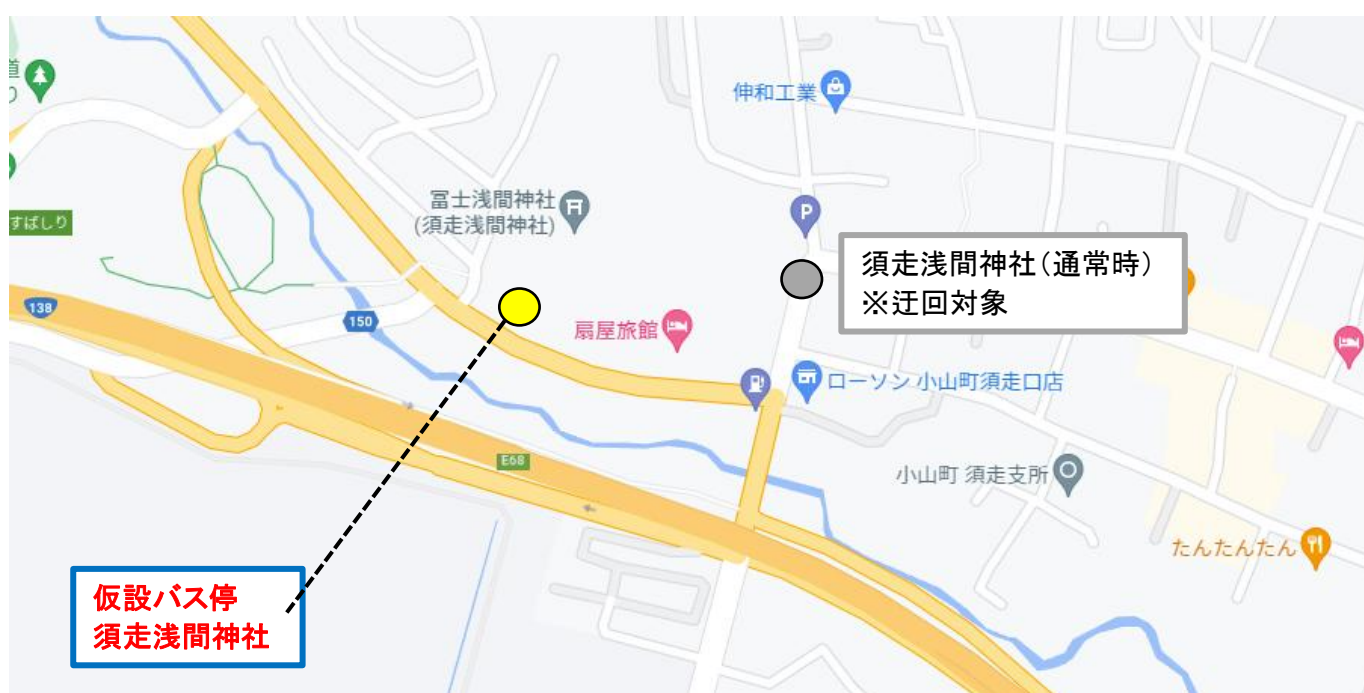 道
伸和工業
冨士浅間神社
(須走浅間神社)
P
すばしり
須走浅間神社(通常時)
※迂回対象
138
150
扇屋旅館
ローソン 小山町須走口店
E68
小山町 須走支所
たんたんたん
仮設バス停
須走浅間神社